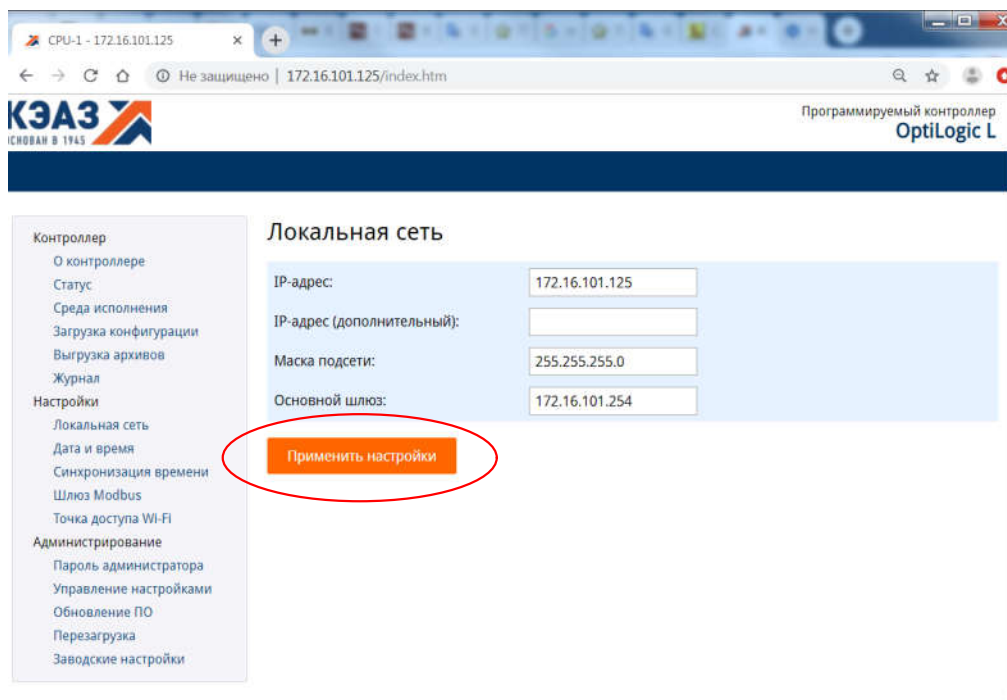 CPU-1 - 172.16.101.125
Не защищено | 172.16.101.125/index.htm
КЭАЗ
ОСНОВАН В 1945
Программируемый контроллер
OptiLogic L
Контроллер
О контроллере
Статус
Среда исполнения
Загрузка конфигурации
Выгрузка архивов
Журнал
Настройки
Локальная сеть
Дата и время
Синхронизация времени
Шлюз Modbus
Точка доступа Wi-Fi
Администрирование
Пароль администратора
Управление настройками
Обновление ПО
Перезагрузка
Заводские настройки
Локальная сеть
IP-адрес: 172.16.101.125
IP-адрес (дополнительный):
Маска подсети: 255.255.255.0
Основной шлюз: 172.16.101.254
Применить настройки